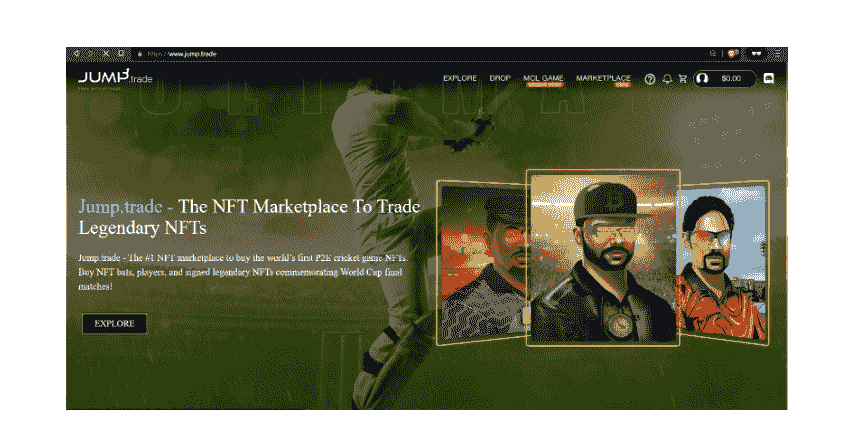 https://www.jump.trade
JUMP.trade
EXPLORE DROP MCL GAME MARKETPLACE $0.00
Jump.trade - The NFT Marketplace To Trade
Legendary NFTs
Jump.trade - The #1 NFT marketplace to buy the world's first P2E cricket game NFTs.
Buy NFT bats, players, and signed legendary NFTs commemorating World Cup final
matches!
EXPLORE